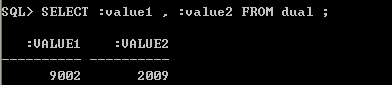 SQL> SELECT :value1 , :value2 FROM dual ;
:VALUE1 :VALUE2
---------- ----------
9002 2009